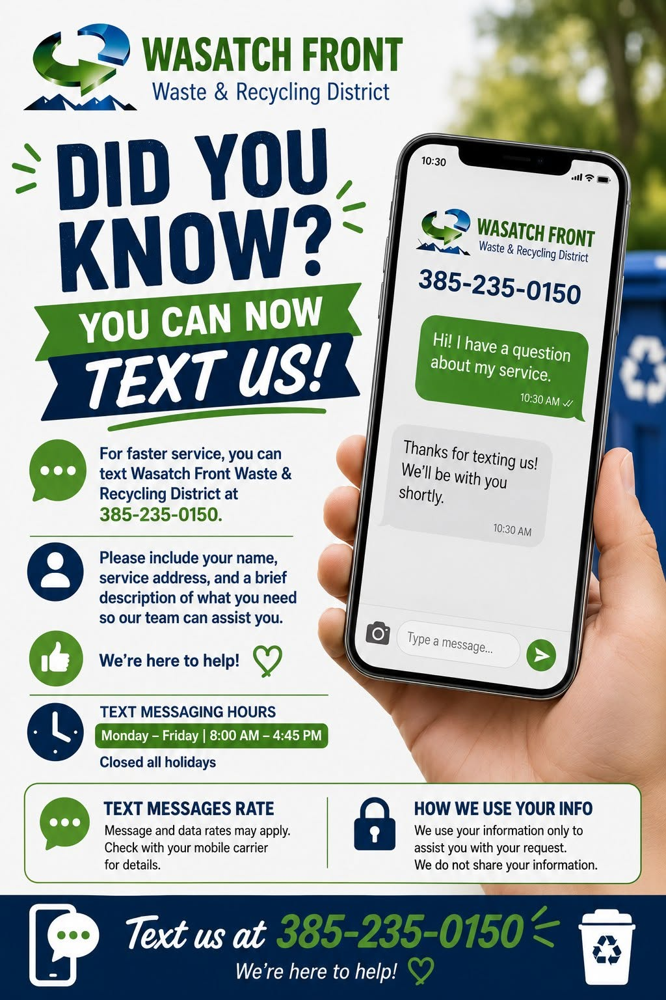 WASATCH FRONT
Waste & Recycling District
DID YOU
KNOW?
YOU CAN NOW
TEXT US!
For faster service, you can
text Wasatch Front Waste &
Recycling District at
385-235-0150.
Please include your name,
service address, and a brief
description of what you need
so our team can assist you.
We're here to help!
TEXT MESSAGING HOURS
Monday – Friday | 8:00 AM – 4:45 PM
Closed all holidays
10:30
WASATCH FRONT
Waste & Recycling District
385-235-0150
Hi! I have a question
about my service.
10:30 AM
Thanks for texting us!
We'll be with you
shortly.
10:30 AM
Type a message...
TEXT MESSAGES RATE
Message and data rates may apply.
Check with your mobile carrier
for details.
HOW WE USE YOUR INFO
We use your information only to
assist you with your request.
We do not share your information.
Text us at 385-235-0150
We're here to help!